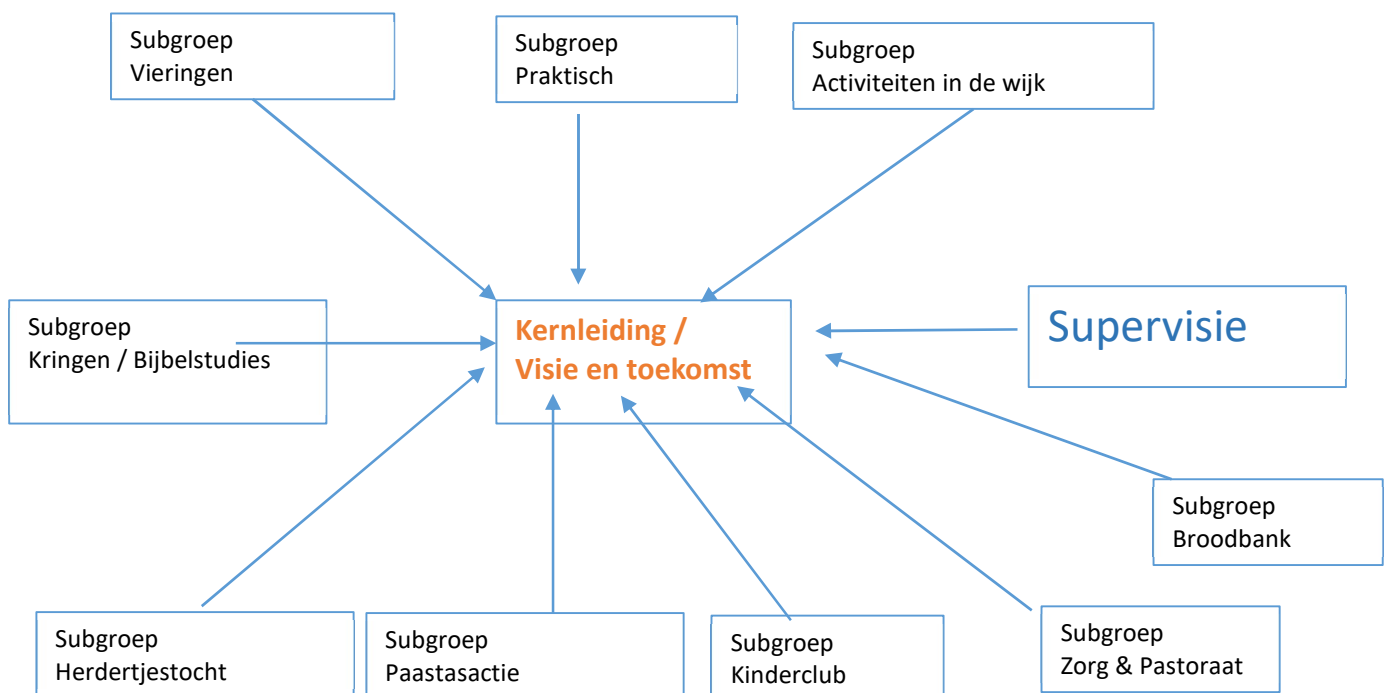 Subgroep
Vieringen
Subgroep
Praktisch
Subgroep
Activiteiten in de wijk
Subgroep
Kringen / Bijbelstudies
Kernleiding /
Visie en toekomst
Supervisie
Subgroep
Broodbank
Subgroep
Herdertjestocht
Subgroep
Paastasactie
Subgroep
Kinderclub
Subgroep
Zorg & Pastoraat